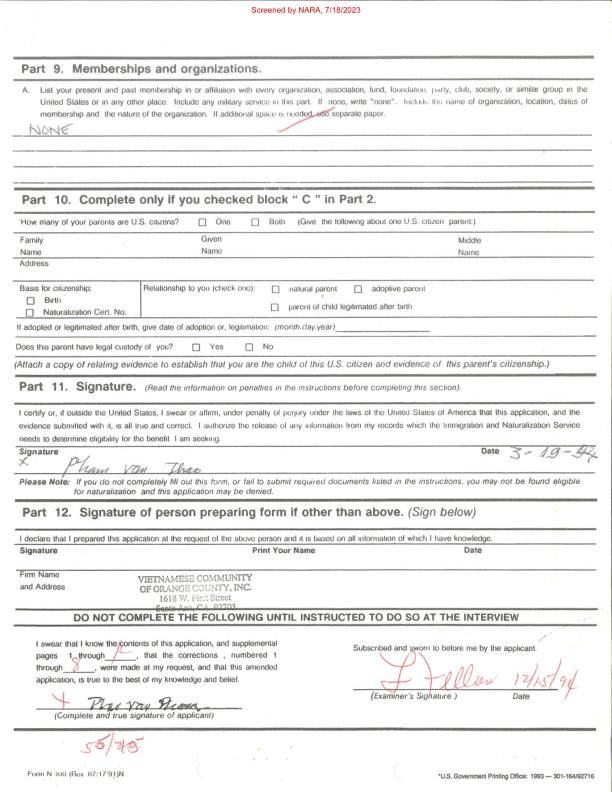 Screened by NARA, 7/18/2023
Part 9. Memberships and organizations.
A. List your present and past membership in or affiliation with every organization, association, fund, foundation, party, club, society, or similar group in the
United States or in any other place. Include any military service in this part. If none, write "none". Include the name of organization, location, dates of
membership and the nature of the organization. If additional space is needed, use separate paper.
NONE
Part 10. Complete only if you checked block " C " in Part 2.
How many of your parents are U.S. citizens? One Both (Give the following about one U.S. citizen parent:)
Family Given Middle
Name Name Name
Address
Basis for citizenship: Relationship to you (check one): natural parent adoptive parent
Birth
Naturalization Cert. No. parent of child legitimated after birth
If adopted or legitimated after birth, give date of adoption or, legitimation: (month,day,year)
Does this parent have legal custody of you? Yes No
(Attach a copy of relating evidence to establish that you are the child of this U.S. citizen and evidence of this parent's citizenship.)
Part 11. Signature. (Read the information on penalties in the instructions before completing this section).
I certify or, if outside the United States, I swear or affirm, under penalty of perjury under the laws of the United States of America that this application, and the
evidence submitted with it, is all true and correct. I authorize the release of any information from my records which the Immigration and Naturalization Service
needs to determine eligibility for the benefit I am seeking.
Signature Date 3-19-94
x Pham Van Thao
Please Note: If you do not completely fill out this form, or fail to submit required documents listed in the instructions, you may not be found eligible
for naturalization and this application may be denied.
Part 12. Signature of person preparing form if other than above. (Sign below)
I declare that I prepared this application at the request of the above person and it is based on all information of which I have knowledge.
Signature Print Your Name Date
Firm Name
and Address
VIETNAMESE COMMUNITY
OF ORANGE COUNTY, INC.
1618 W. First Street
Santa Ana, CA 92703
DO NOT COMPLETE THE FOLLOWING UNTIL INSTRUCTED TO DO SO AT THE INTERVIEW
I swear that I know the contents of this application, and supplemental
pages 1 through , that the corrections , numbered 1
through 8 , were made at my request, and that this amended
application, is true to the best of my knowledge and belief.
(Complete and true signature of applicant)
Subscribed and sworn to before me by the applicant.
12/15/94
(Examiner's Signature ) Date
55/245
Form N-400 (Rev 07/17/91)N
*U.S. Government Printing Office: 1993 — 301-164/92716